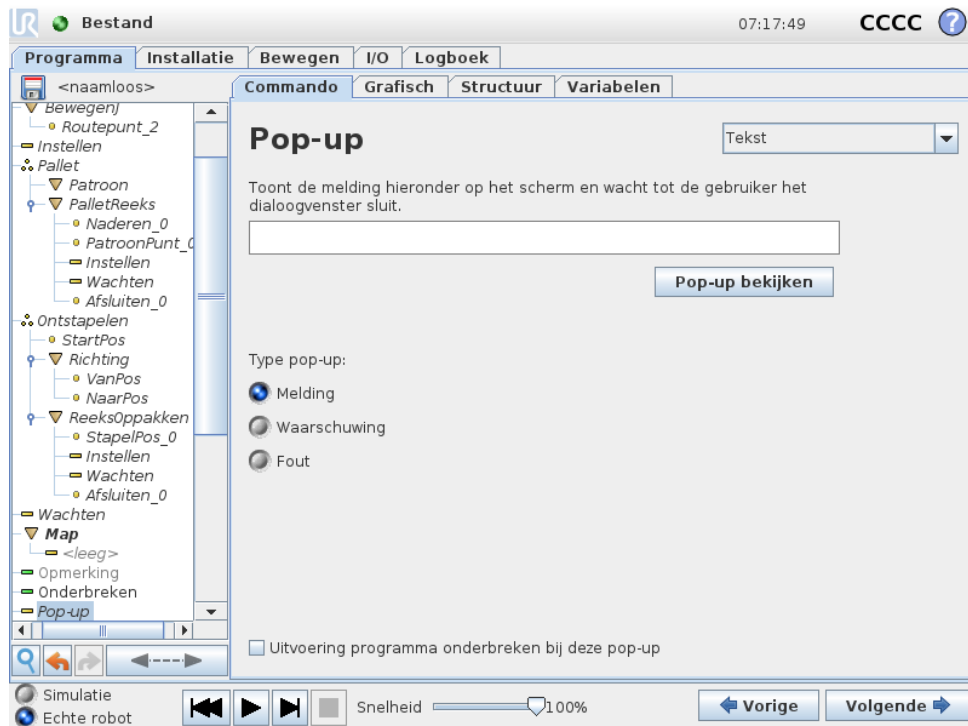 UR
Bestand
07:17:49
CCCC
?
Programma
Installatie
Bewegen
I/O
Logboek
<naamloos>
Commando
Grafisch
Structuur
Variabelen
BewegenJ
Routepunt_2
Instellen
Pallet
Patroon
PalletReeks
Naderen_0
PatroonPunt_0
Instellen
Wachten
Afsluiten_0
Ontstapelen
StartPos
Richting
VanPos
NaarPos
ReeksOppakken
StapelPos_0
Instellen
Wachten
Afsluiten_0
Wachten
Map
<leeg>
Opmerking
Onderbreken
Pop-up
Pop-up
Tekst
Toont de melding hieronder op het scherm en wacht tot de gebruiker het
dialoogvenster sluit.
Pop-up bekijken
Type pop-up:
Melding
Waarschuwing
Fout
Uitvoering programma onderbreken bij deze pop-up
Simulatie
Echte robot
Snelheid
100%
Vorige
Volgende